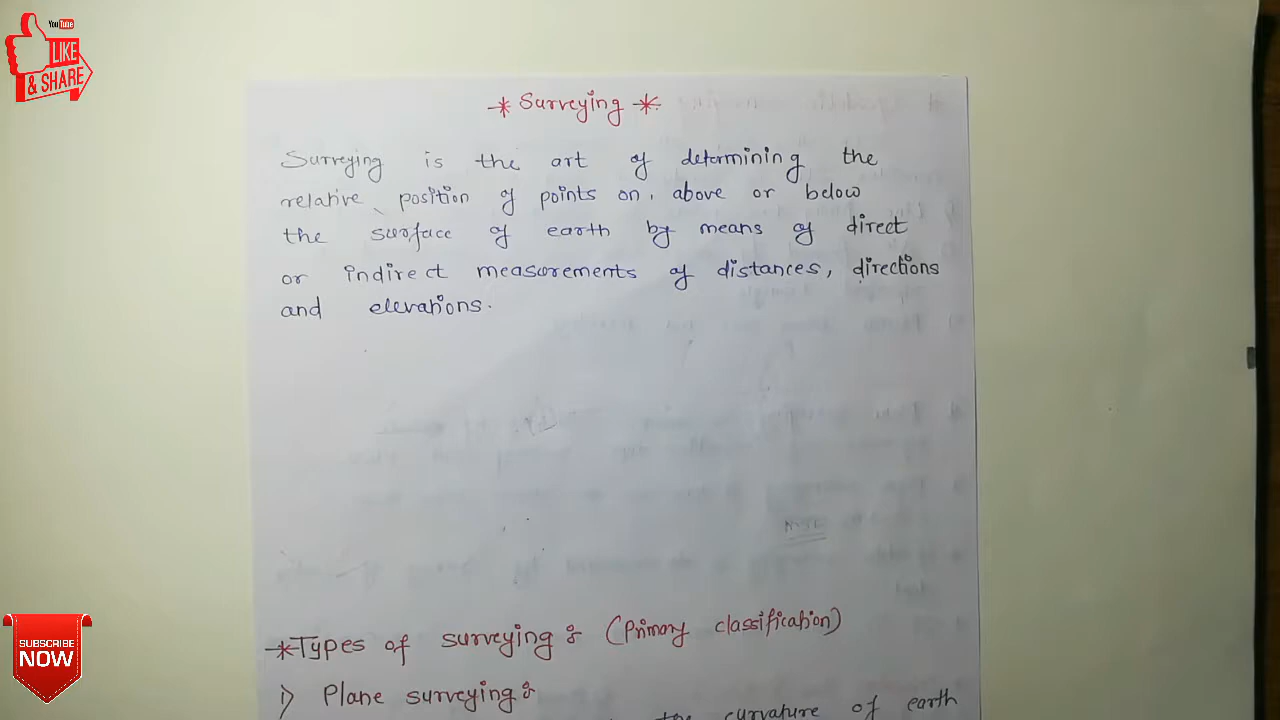 YouTube
LIKE
& SHARE
* Surveying *
Surveying is the art of determining the
relative position of points on, above or below
the surface of earth by means of direct
or indirect measurements of distances, directions
and elevations.
MSL
* Types of surveying : (Primary classification)
1) Plane surveying :
the curvature of earth
SUBSCRIBE
NOW